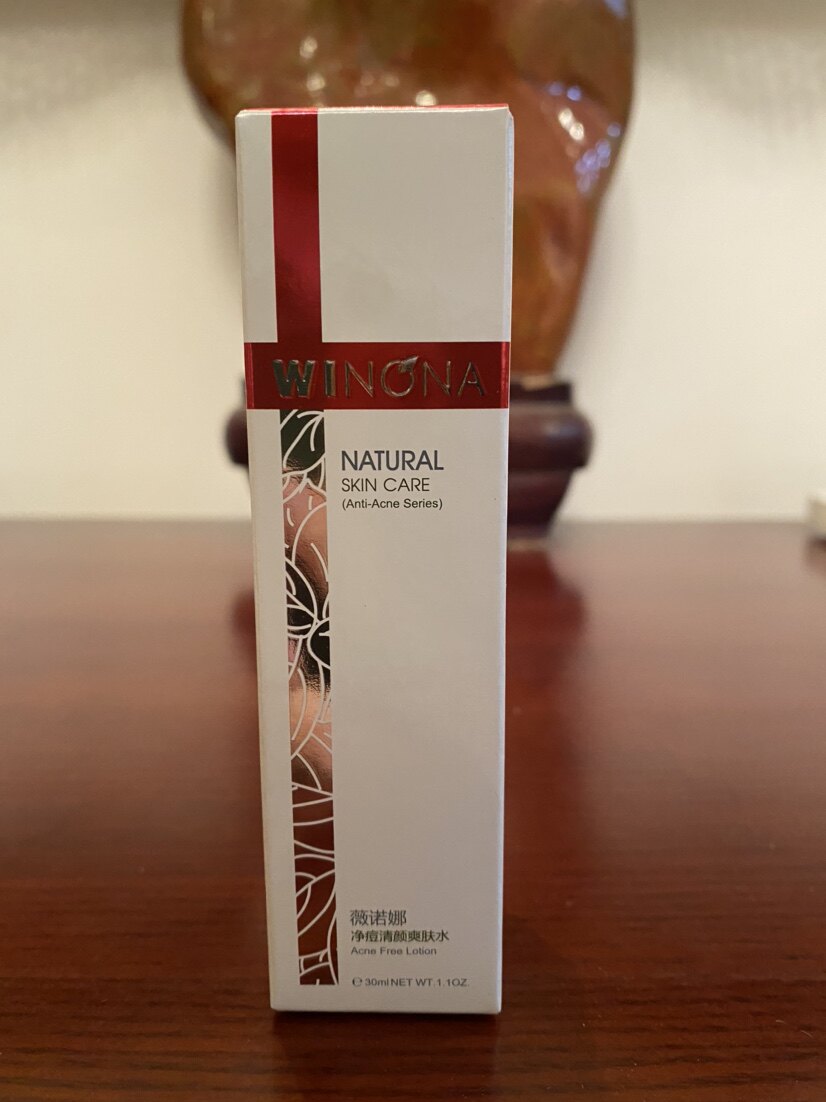 WINONA
NATURAL
SKIN CARE
(Anti-Acne Series)
薇诺娜
净痘清颜爽肤水
Acne Free Lotion
℮ 30ml NET WT. 1.1OZ.